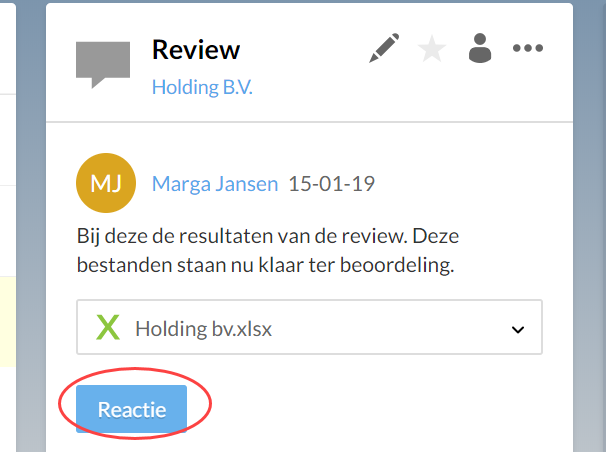 Review
Holding B.V.
MJ Marga Jansen 15-01-19
Bij deze de resultaten van de review. Deze
bestanden staan nu klaar ter beoordeling.
Holding bv.xlsx
Reactie